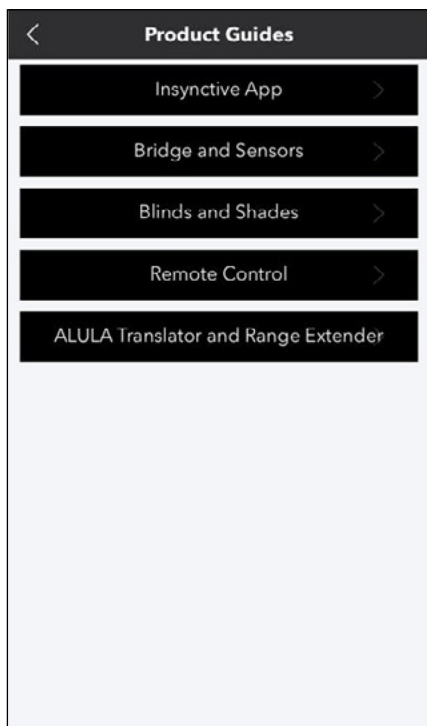 Product Guides
Insynctive App
Bridge and Sensors
Blinds and Shades
Remote Control
ALULA Translator and Range Extender